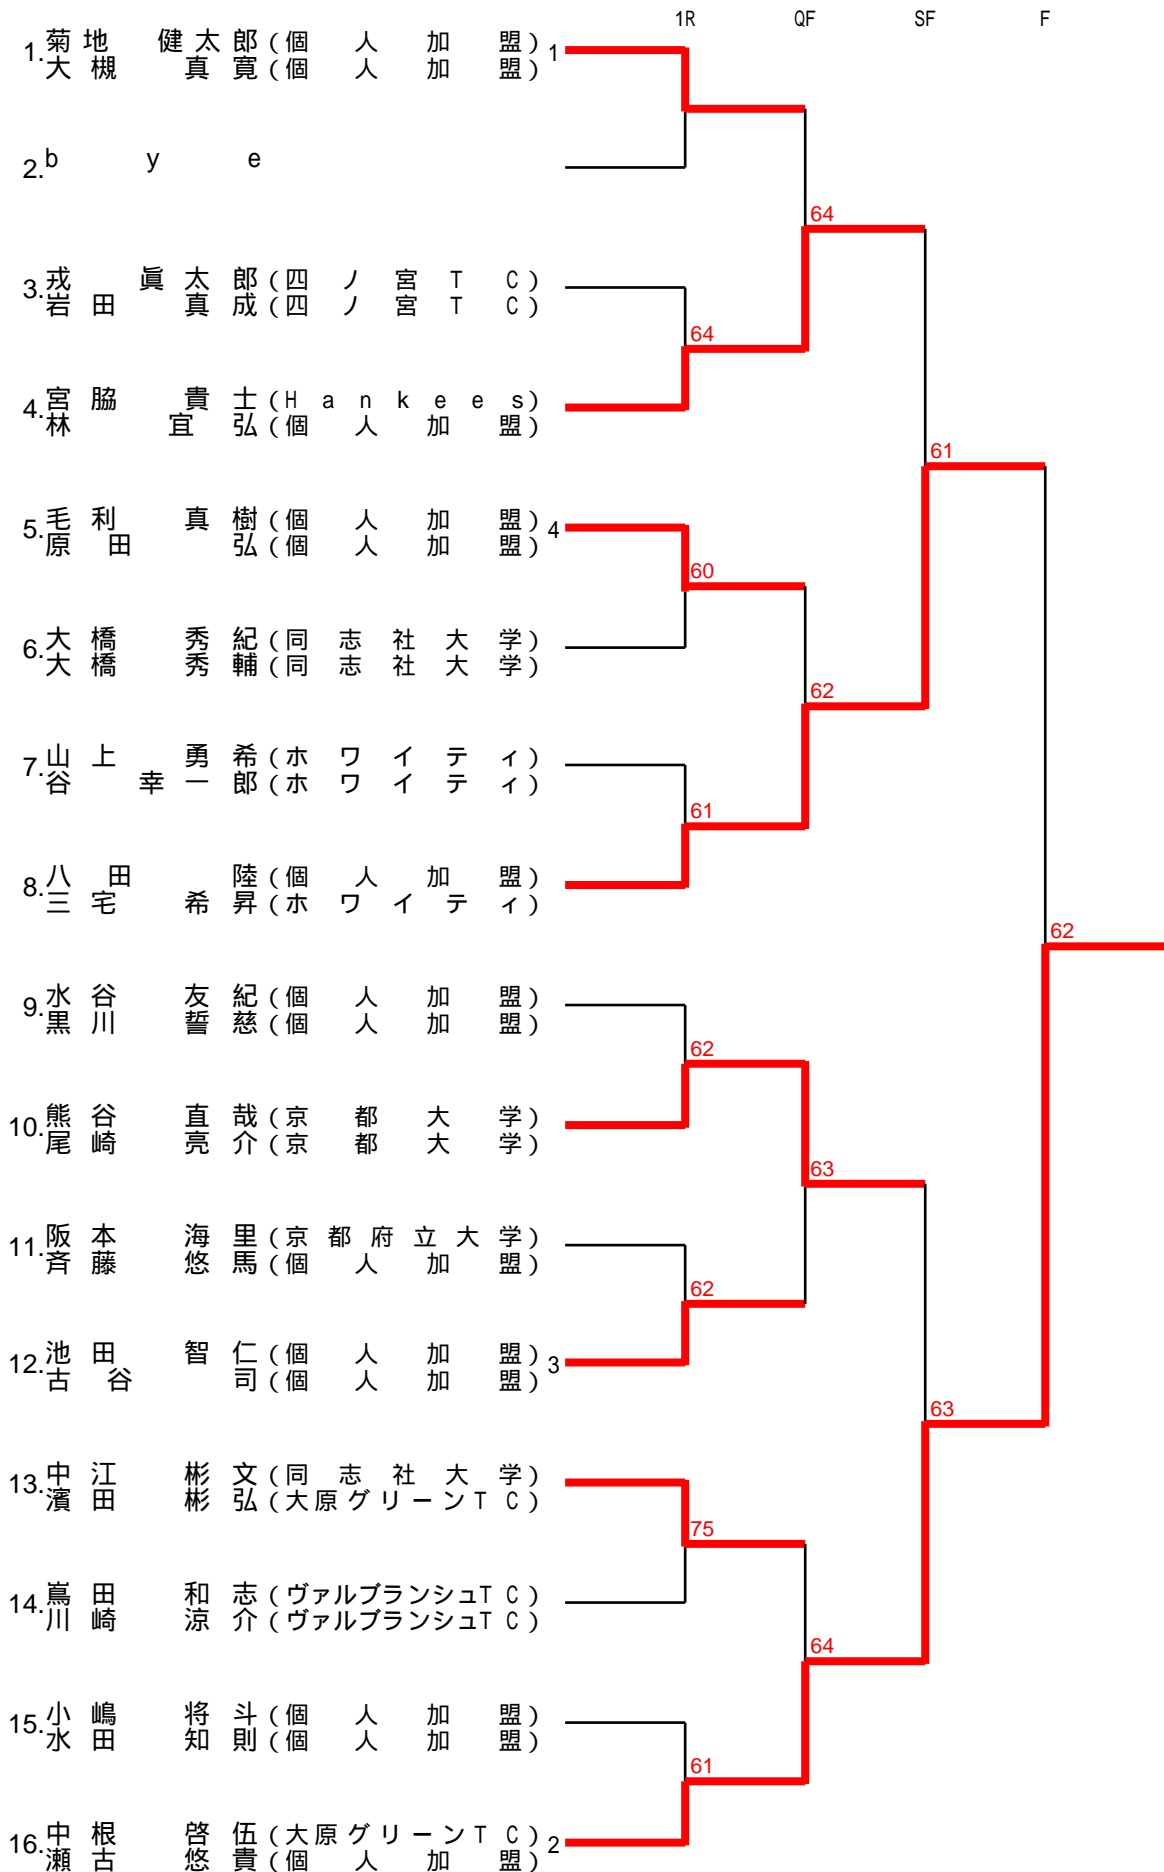 1R QF SF F
1. 菊地 健太郎 (個人加盟) 1
大槻 真寛 (個人加盟)
2. bye
64
3. 戎 眞太郎 (四ノ宮TC)
岩田 真成 (四ノ宮TC)
64
4. 宮脇 貴士 (Hankees)
林 宜弘 (個人加盟)
61
5. 毛利 真樹 (個人加盟) 4
原田 弘 (個人加盟)
60
6. 大橋 秀紀 (同志社大学)
大橋 秀輔 (同志社大学)
62
7. 山上 勇希 (ホワイティ)
谷 幸一郎 (ホワイティ)
61
8. 八田 陸 (個人加盟)
三宅 希昇 (ホワイティ)
62
9. 水谷 友紀 (個人加盟)
黒川 誓慈 (個人加盟)
62
10. 熊谷 直哉 (京都大学)
尾崎 亮介 (京都大学)
63
11. 阪本 海里 (京都府立大学)
斉藤 悠馬 (個人加盟)
62
12. 池田 智仁 (個人加盟) 3
古谷 司 (個人加盟)
63
13. 中江 彬文 (同志社大学)
濱田 彬弘 (大原グリーンTC)
75
14. 嶌田 和志 (ヴァルブランシュTC)
川崎 涼介 (ヴァルブランシュTC)
64
15. 小嶋 将斗 (個人加盟)
水田 知則 (個人加盟)
61
16. 中根 啓伍 (大原グリーンTC) 2
瀬古 悠貴 (個人加盟)